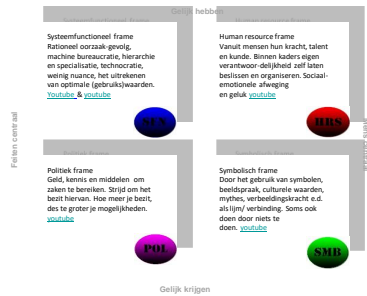 Gelijk hebben
Systeemfunctioneel frame
Rationeel oorzaak-gevolg,
machine bureaucratie, hierarchie
en specialisatie, technocratie,
weinig nuance, het uitrekenen
van optimale (gebruiks)waarden.
Youtube & youtube
Human resource frame
Vanuit mensen hun kracht, talent
en kunde. Binnen kaders eigen
verantwoor-delijkheid zelf laten
beslissen en organiseren. Sociaal-
emotionele afweging
en geluk youtube
HRS
Feiten centraal
Politiek frame
Geld, kennis en middelen om
zaken te bereiken. Strijd om het
bezit hiervan. Hoe meer je bezit,
des te groter je mogelijkheden.
youtube
POL
Symbolisch frame
Door het gebruik van symbolen,
beeldspraak, culturele waarden,
mythes, verbeeldingskracht e.d.
als lijm/ verbinding. Soms ook
doen door niets te
doen. youtube
SMB
Gelijk krijgen